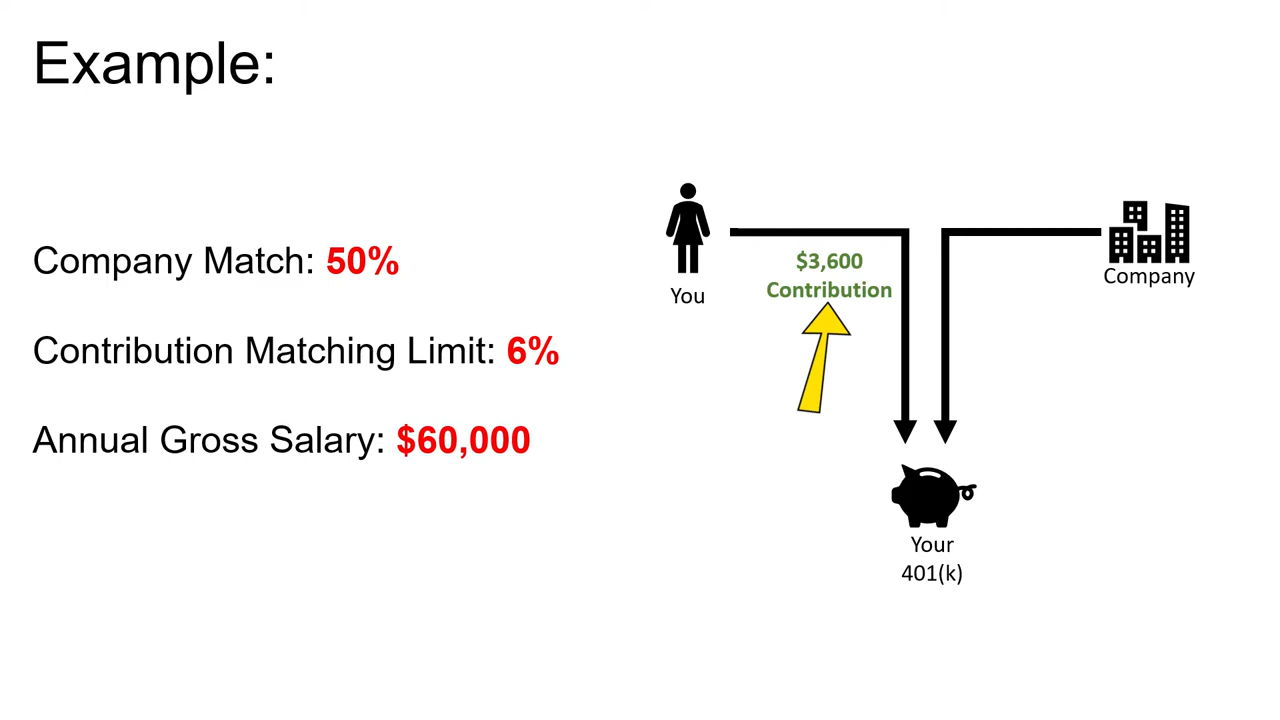 Example:
Company Match: 50%
Contribution Matching Limit: 6%
Annual Gross Salary: $60,000
You
$3,600
Contribution
Company
Your
401(k)